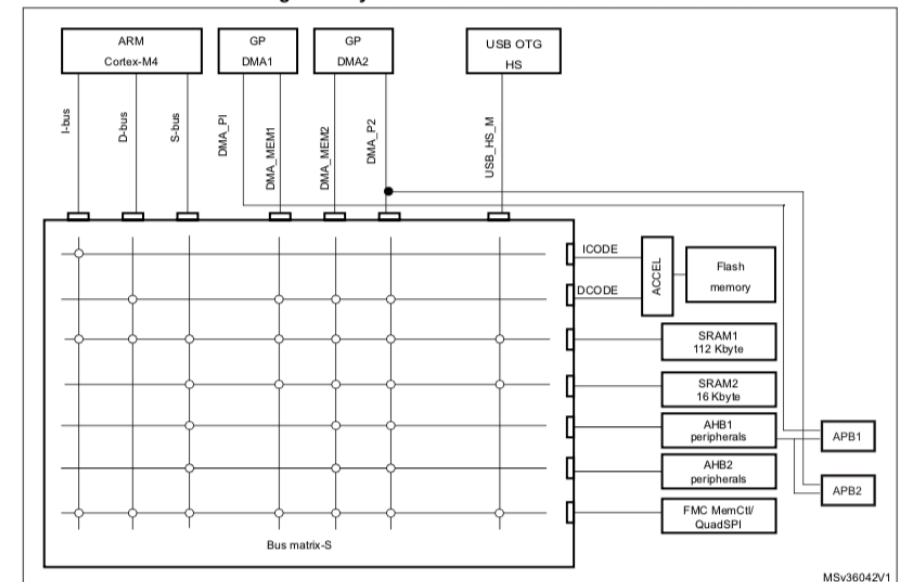 ARM
Cortex-M4
GP
DMA1
GP
DMA2
USB OTG
HS
I-bus
D-bus
S-bus
DMA_PI
DMA_MEM1
DMA_MEM2
DMA_P2
USB_HS_M
ICODE
DCODE
ACCEL
Flash
memory
SRAM1
112 Kbyte
SRAM2
16 Kbyte
AHB1
peripherals
AHB2
peripherals
FMC MemCtl/
QuadSPI
APB1
APB2
Bus matrix-S
MSv36042V1